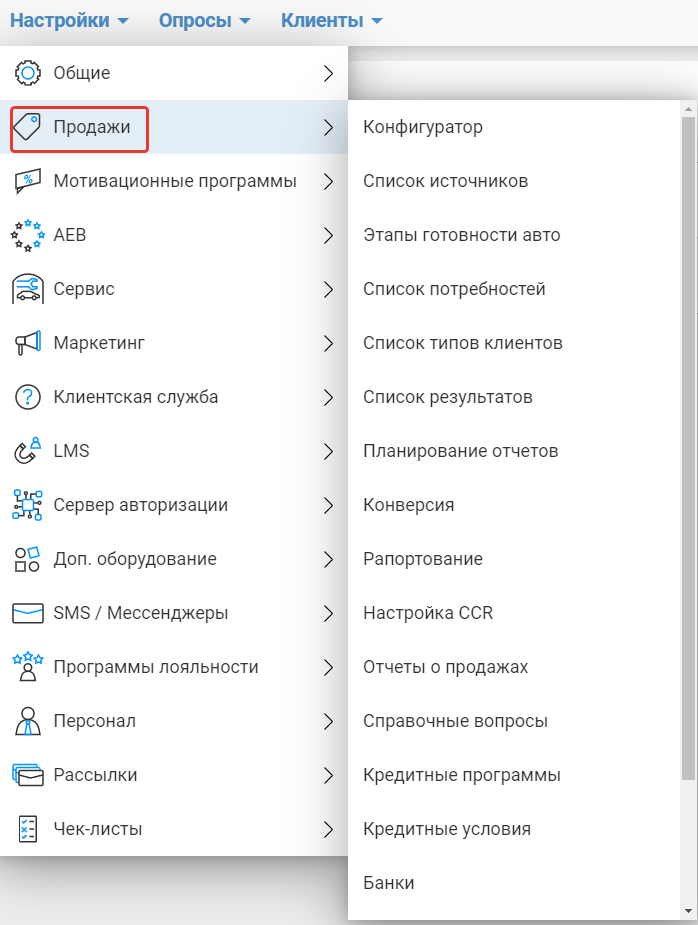 Настройки Опросы Клиенты
Общие
Продажи
Мотивационные программы
АЕВ
Сервис
Маркетинг
Клиентская служба
LMS
Сервер авторизации
Доп. оборудование
SMS / Мессенджеры
Программы лояльности
Персонал
Рассылки
Чек-листы
Конфигуратор
Список источников
Этапы готовности авто
Список потребностей
Список типов клиентов
Список результатов
Планирование отчетов
Конверсия
Рапортование
Настройка CCR
Отчеты о продажах
Справочные вопросы
Кредитные программы
Кредитные условия
Банки